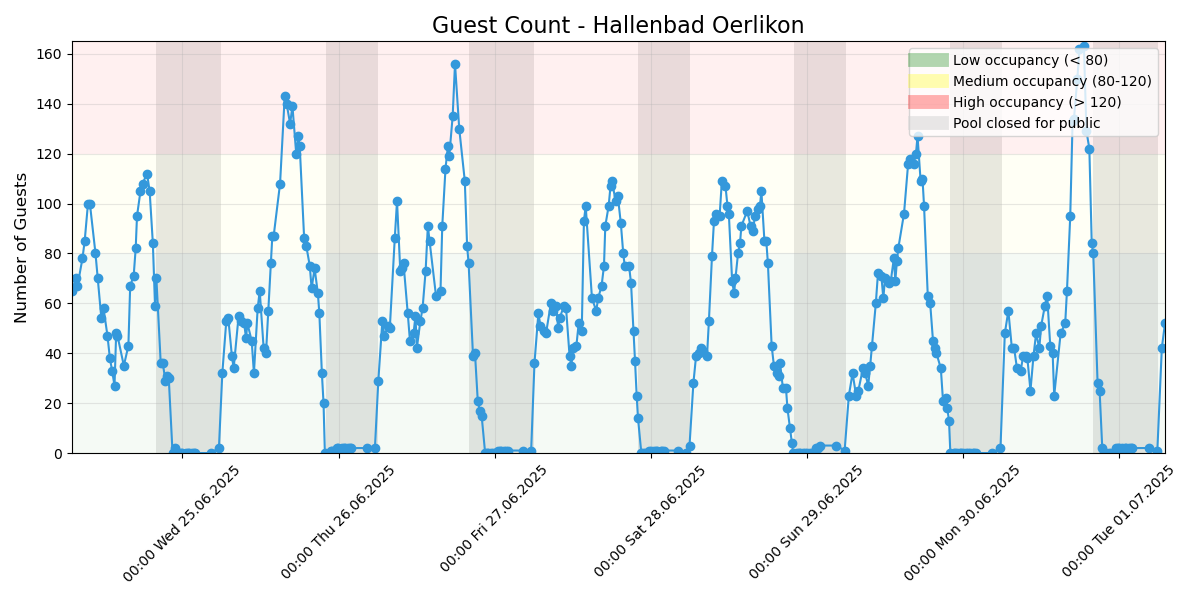 Guest Count - Hallenbad Oerlikon
Number of Guests
160
140
120
100
80
60
40
20
0
Low occupancy (< 80)
Medium occupancy (80-120)
High occupancy (> 120)
Pool closed for public
00:00 Wed 25.06.2025
00:00 Thu 26.06.2025
00:00 Fri 27.06.2025
00:00 Sat 28.06.2025
00:00 Sun 29.06.2025
00:00 Mon 30.06.2025
00:00 Tue 01.07.2025